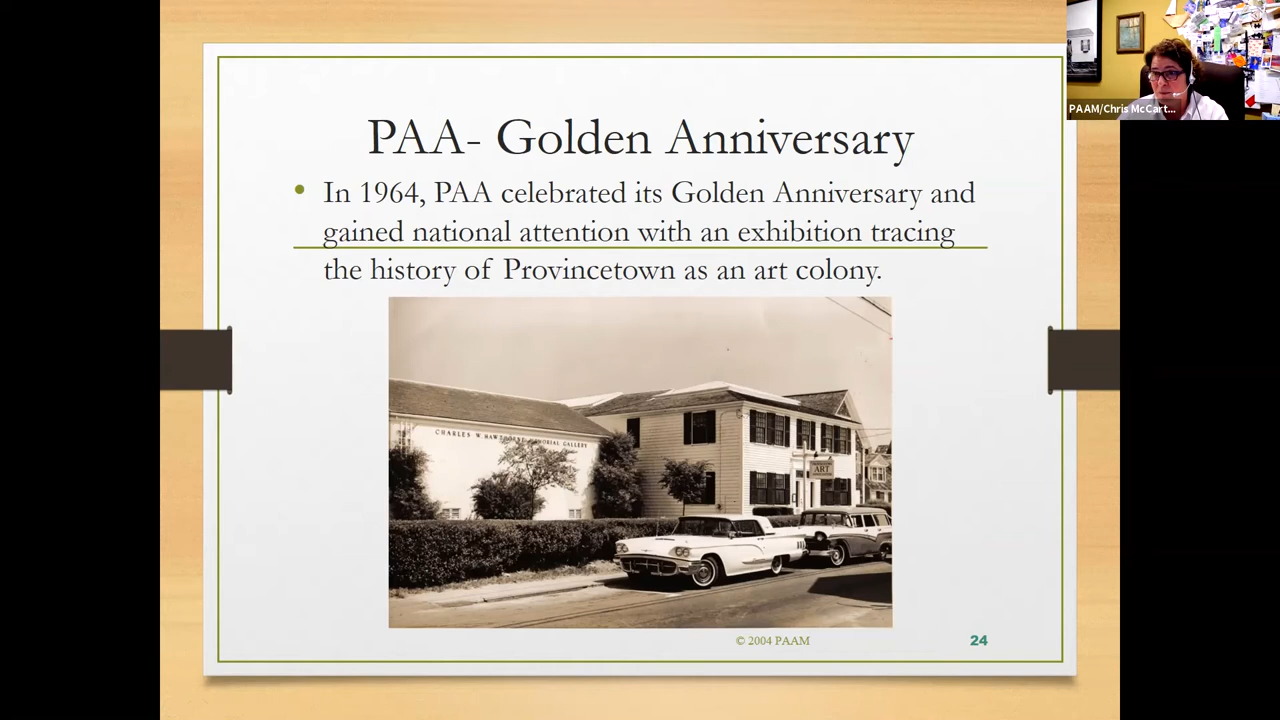 PAAM/Chris McCart...
PAA- Golden Anniversary
• In 1964, PAA celebrated its Golden Anniversary and
gained national attention with an exhibition tracing
the history of Provincetown as an art colony.
CHARLES W. HAWTHORNE MEMORIAL GALLERY
ART
© 2004 PAAM
24